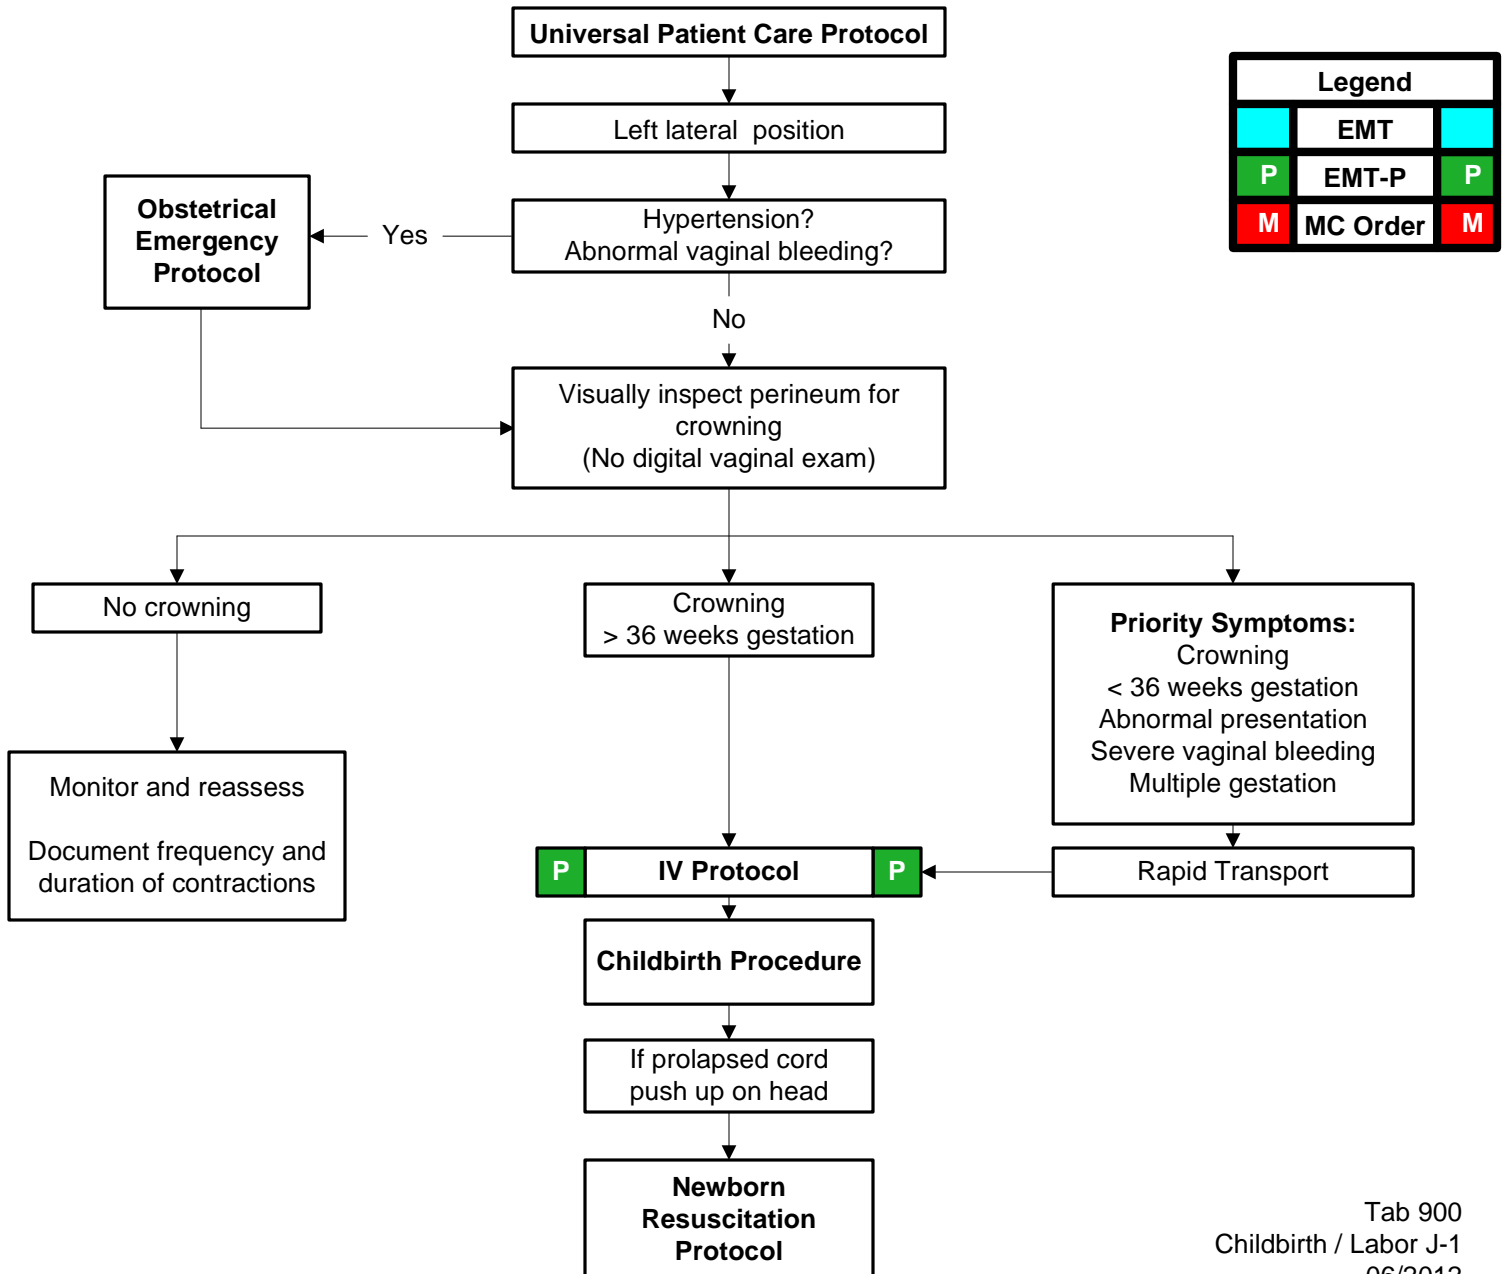 Universal Patient Care Protocol
Legend
EMT
P EMT-P P
M MC Order M
Left lateral position
Obstetrical
Emergency
Protocol
Yes
Hypertension?
Abnormal vaginal bleeding?
No
Visually inspect perineum for
crowning
(No digital vaginal exam)
No crowning
Crowning
> 36 weeks gestation
Priority Symptoms:
Crowning
< 36 weeks gestation
Abnormal presentation
Severe vaginal bleeding
Multiple gestation
Monitor and reassess
Document frequency and
duration of contractions
P IV Protocol P
Rapid Transport
Childbirth Procedure
If prolapsed cord
push up on head
Newborn
Resuscitation
Protocol
Tab 900
Childbirth / Labor J-1
06/2012